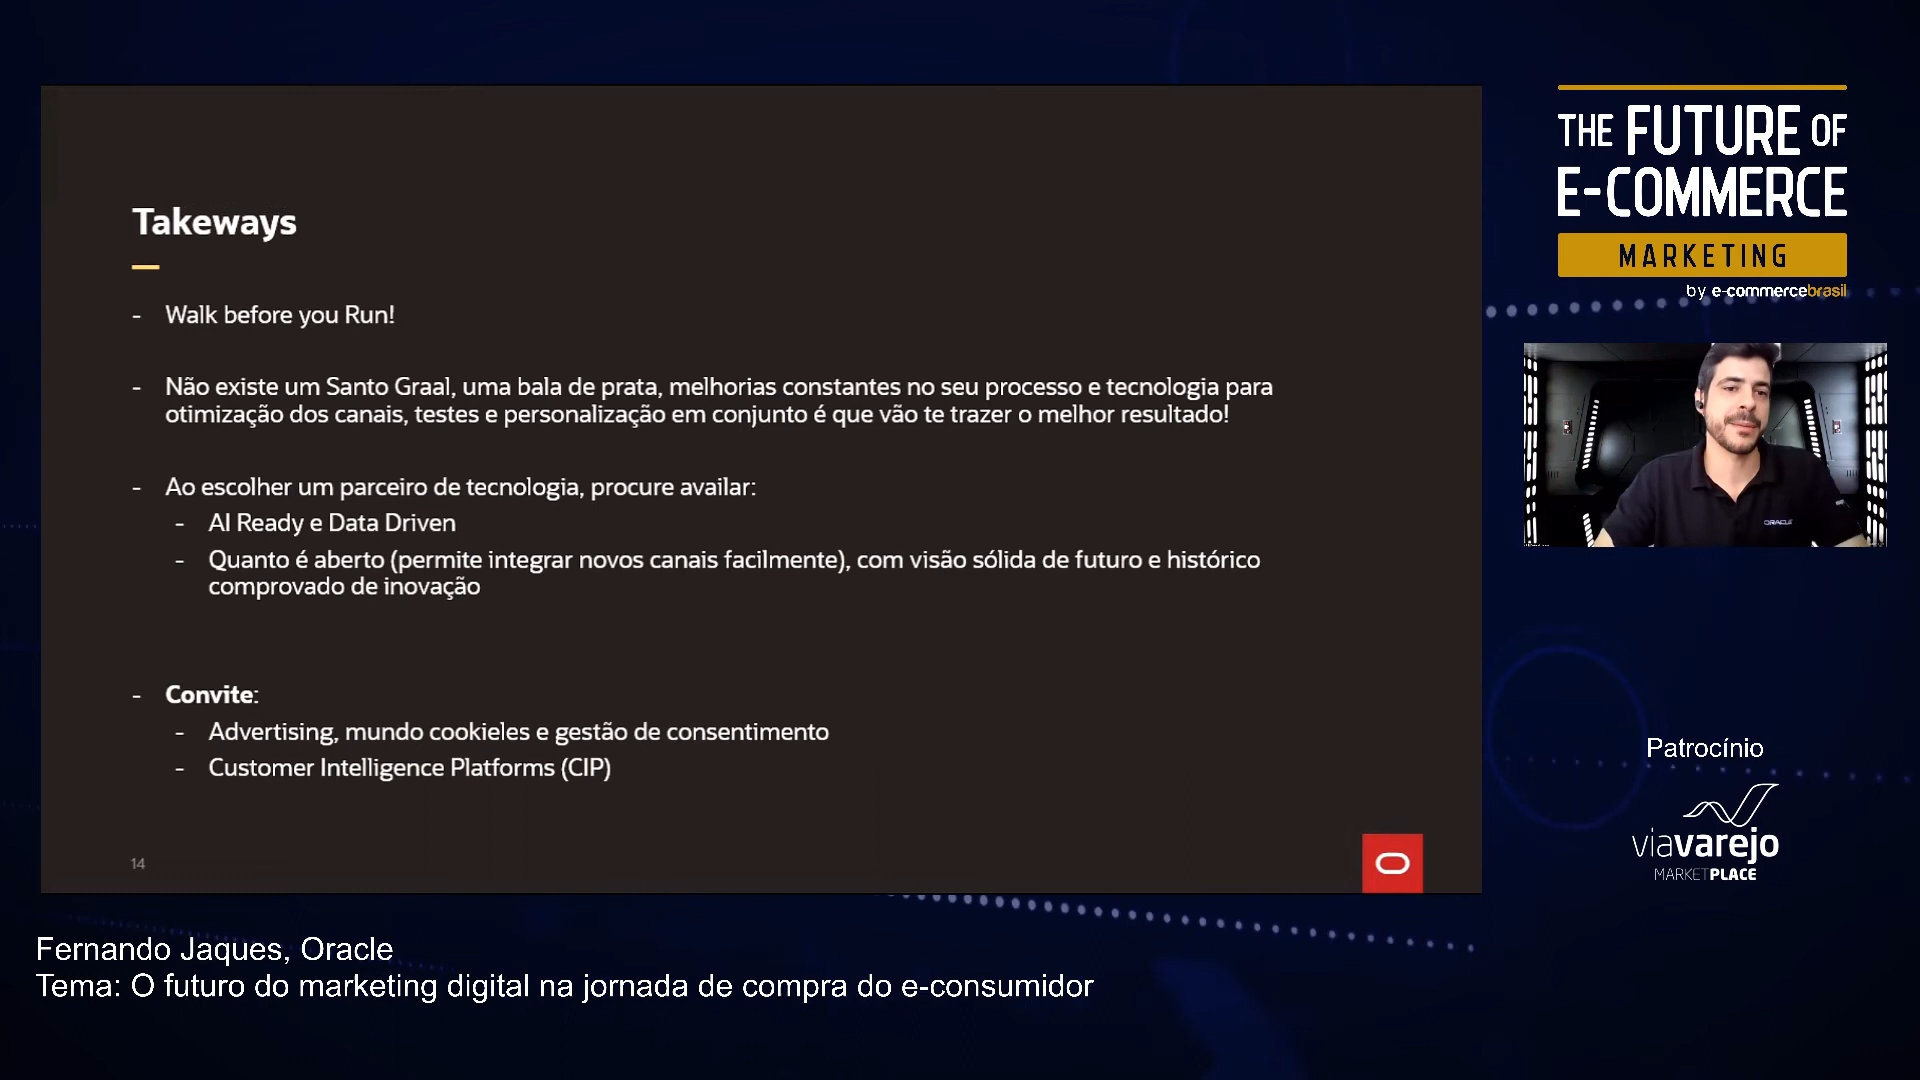 Takeways
- Walk before you Run!
- Não existe um Santo Graal, uma bala de prata, melhorias constantes no seu processo e tecnologia para
otimização dos canais, testes e personalização em conjunto é que vão te trazer o melhor resultado!
- Ao escolher um parceiro de tecnologia, procure availar:
- AI Ready e Data Driven
- Quanto é aberto (permite integrar novos canais facilmente), com visão sólida de futuro e histórico
comprovado de inovação
- Convite:
- Advertising, mundo cookieles e gestão de consentimento
- Customer Intelligence Platforms (CIP)
14
THE FUTURE OF
E-COMMERCE
MARKETING
by e-commercebrasil
ORACLE
Patrocínio
viavarejo
MARKETPLACE
Fernando Jaques, Oracle
Tema: O futuro do marketing digital na jornada de compra do e-consumidor